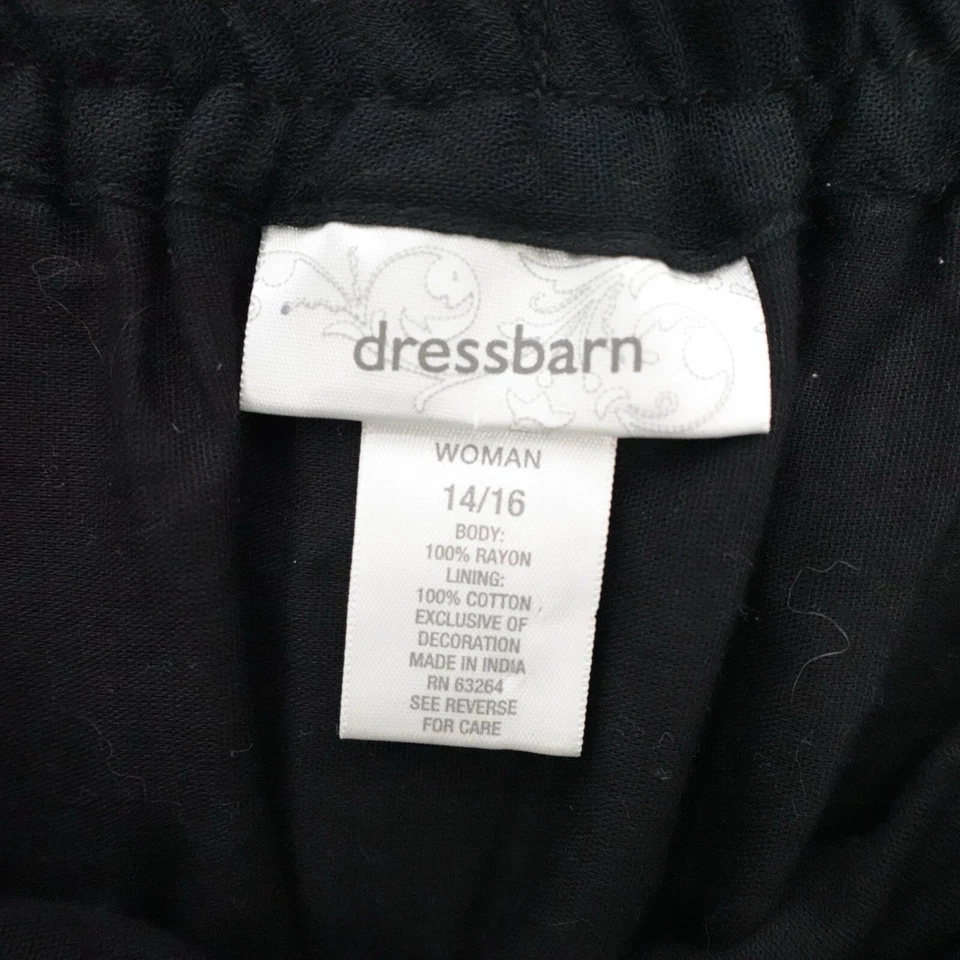 dressbarn
WOMAN
14/16
BODY:
100% RAYON
LINING:
100% COTTON
EXCLUSIVE OF
DECORATION
MADE IN INDIA
RN 63264
SEE REVERSE
FOR CARE